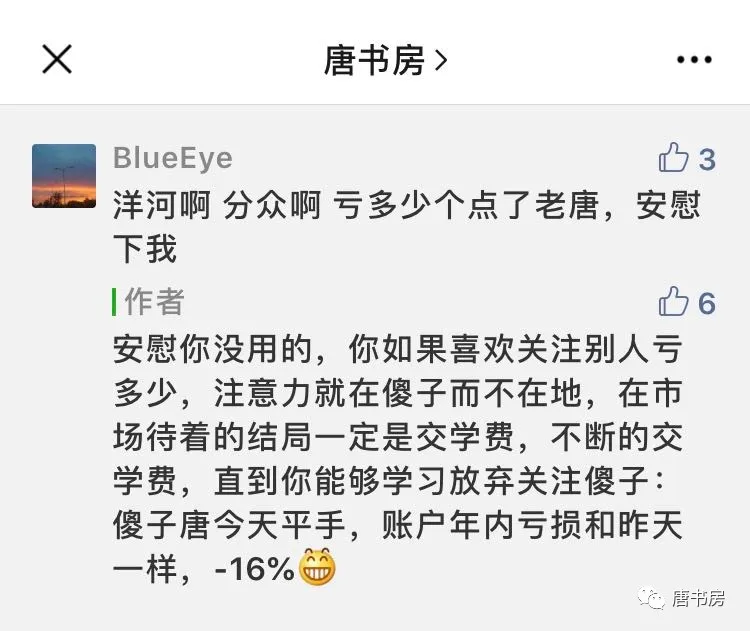 唐书房
BlueEye
3
洋河啊 分众啊 亏多少个点了老唐，安慰
下我
作者
6
安慰你没用的，你如果喜欢关注别人亏
多少，注意力就在傻子而不在地，在市
场待着的结局一定是交学费，不断的交
学费，直到你能够学习放弃关注傻子：
傻子唐今天平手，账户年内亏损和昨天
一样，-16%😁
唐书房